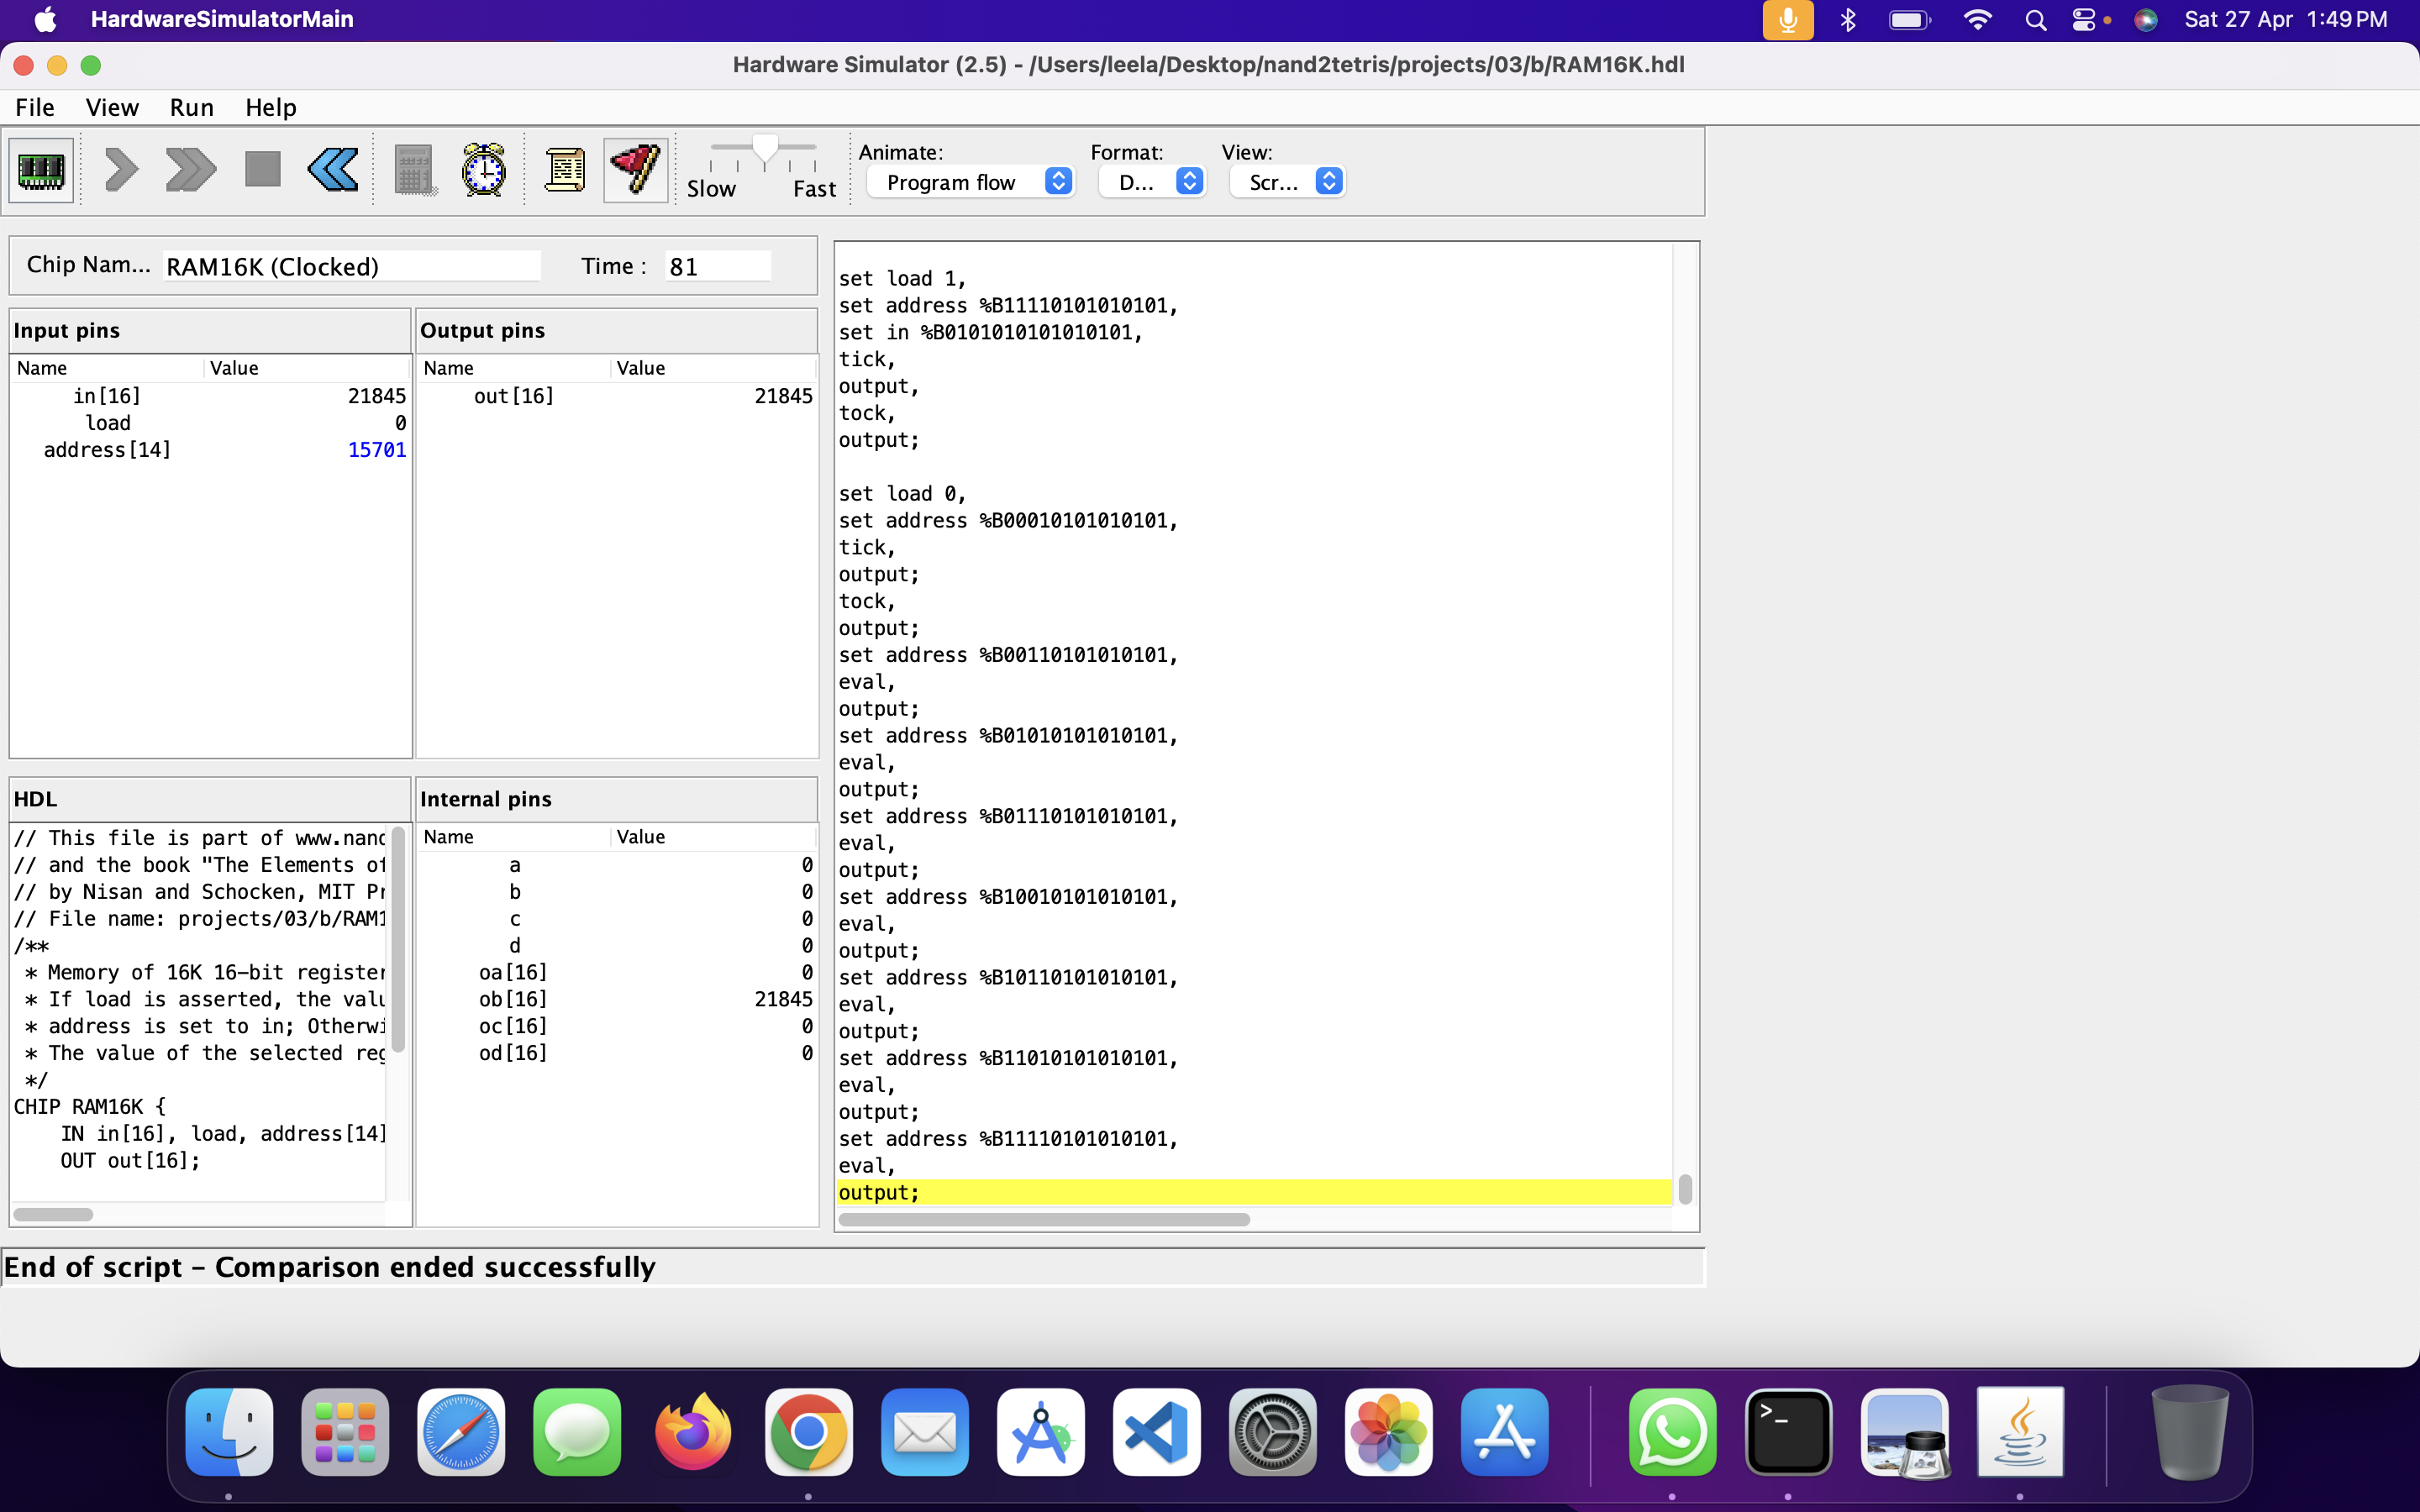 HardwareSimulatorMain
Sat 27 Apr 1:49 PM
Hardware Simulator (2.5) - /Users/leela/Desktop/nand2tetris/projects/03/b/RAM16K.hdl
File View Run Help
Slow Fast
Animate: Format: View:
Program flow D... Scr...
Chip Nam... RAM16K (Clocked) Time : 81
Input pins
Name Value
in[16] 21845
load 0
address[14] 15701
Output pins
Name Value
out[16] 21845
HDL
// This file is part of www.nand
// and the book "The Elements of
// by Nisan and Schocken, MIT Pr
// File name: projects/03/b/RAM1
/**
* Memory of 16K 16-bit register
* If load is asserted, the valu
* address is set to in; Otherwi
* The value of the selected reg
*/
CHIP RAM16K {
IN in[16], load, address[14]
OUT out[16];
Internal pins
Name Value
a 0
b 0
c 0
d 0
oa[16] 0
ob[16] 21845
oc[16] 0
od[16] 0
set load 1,
set address %B11110101010101,
set in %B0101010101010101,
tick,
output,
tock,
output;
set load 0,
set address %B00010101010101,
tick,
output;
tock,
output;
set address %B00110101010101,
eval,
output;
set address %B01010101010101,
eval,
output;
set address %B01110101010101,
eval,
output;
set address %B10010101010101,
eval,
output;
set address %B10110101010101,
eval,
output;
set address %B11010101010101,
eval,
output;
set address %B11110101010101,
eval,
output;
End of script - Comparison ended successfully
>_